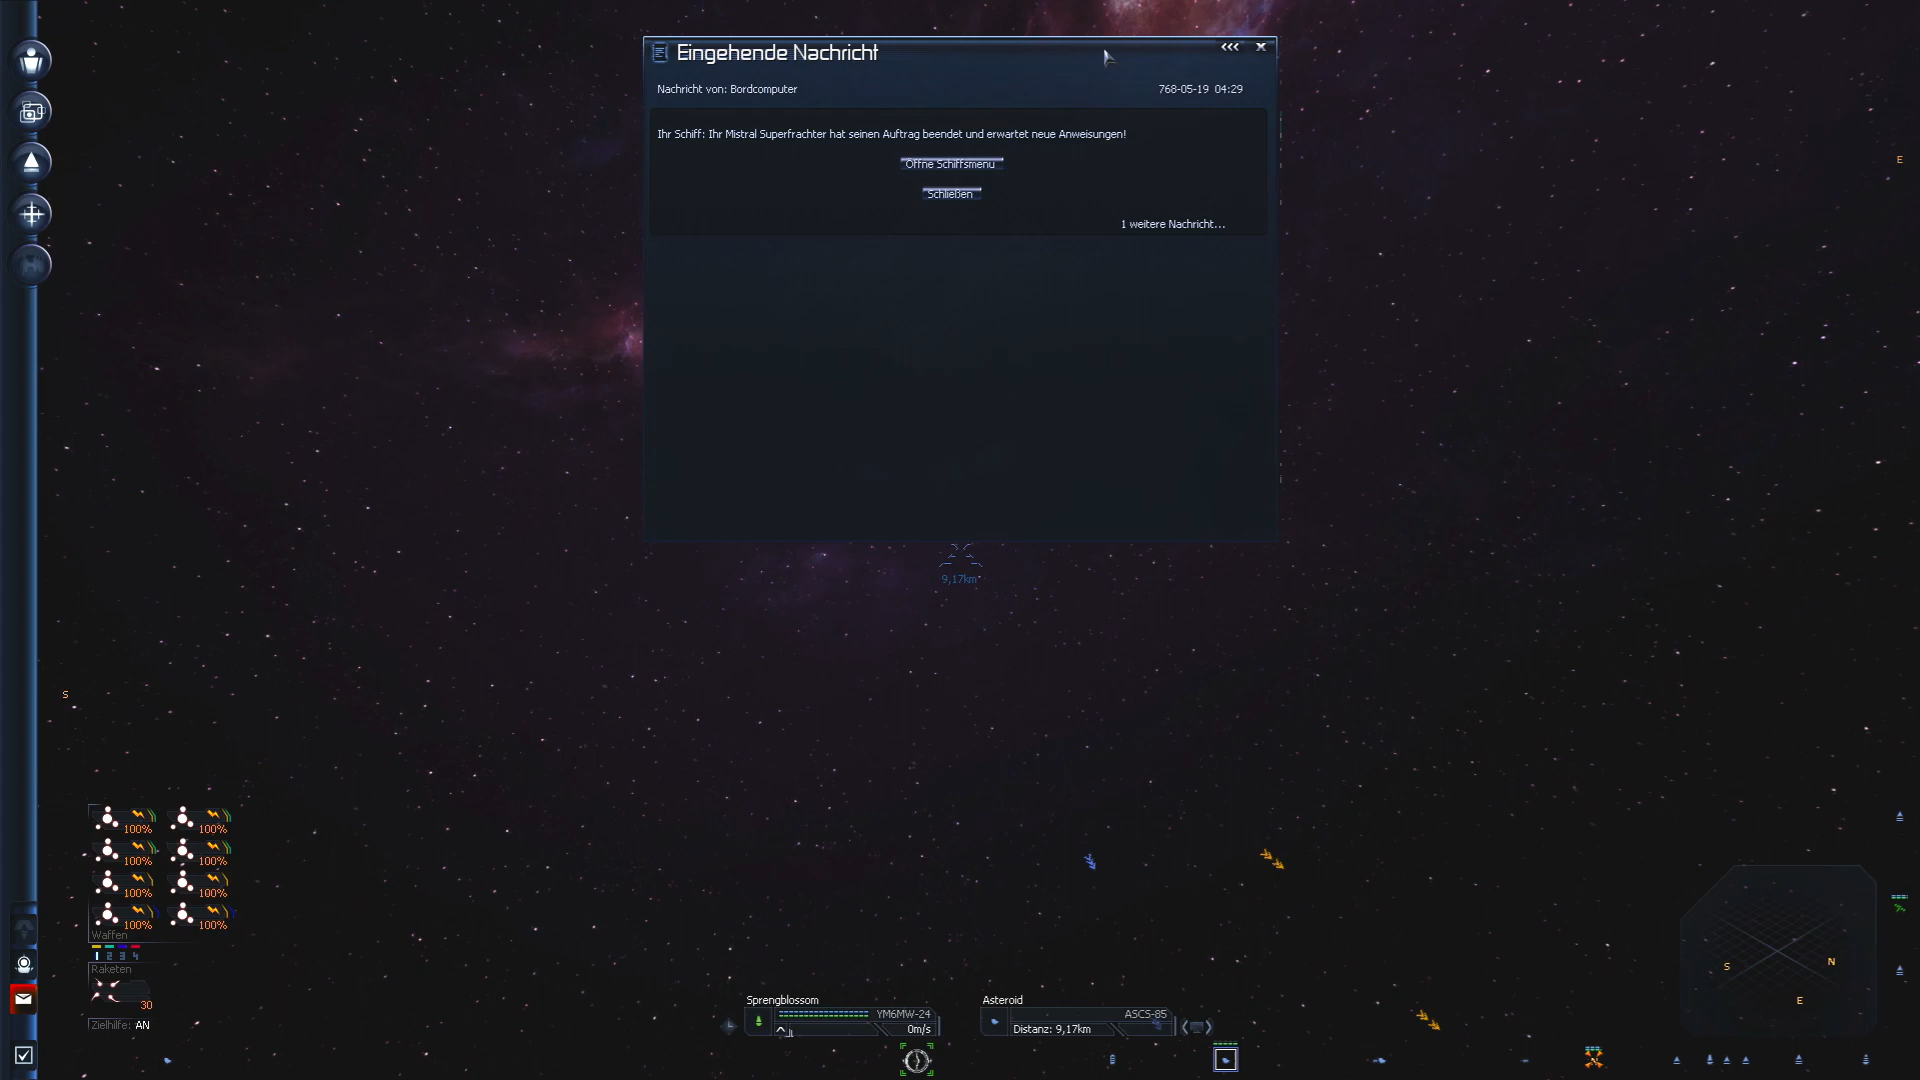 Eingehende Nachricht
Nachricht von: Bordcomputer 768-05-19 04:29
Ihr Schiff: Ihr Mistral Superfrachter hat seinen Auftrag beendet und erwartet neue Anweisungen!
Öffne Schiffsmenü
Schließen
1 weitere Nachricht...
E
9,17km
S
100% 100%
100% 100%
100% 100%
100% 100%
Waffen
1 2 3 4
Raketen
30
Zielhilfe: AN
Sprengblossom
YM6MW-24
0m/s
Asteroid
ASCS-85
Distanz: 9,17km
S
N
E